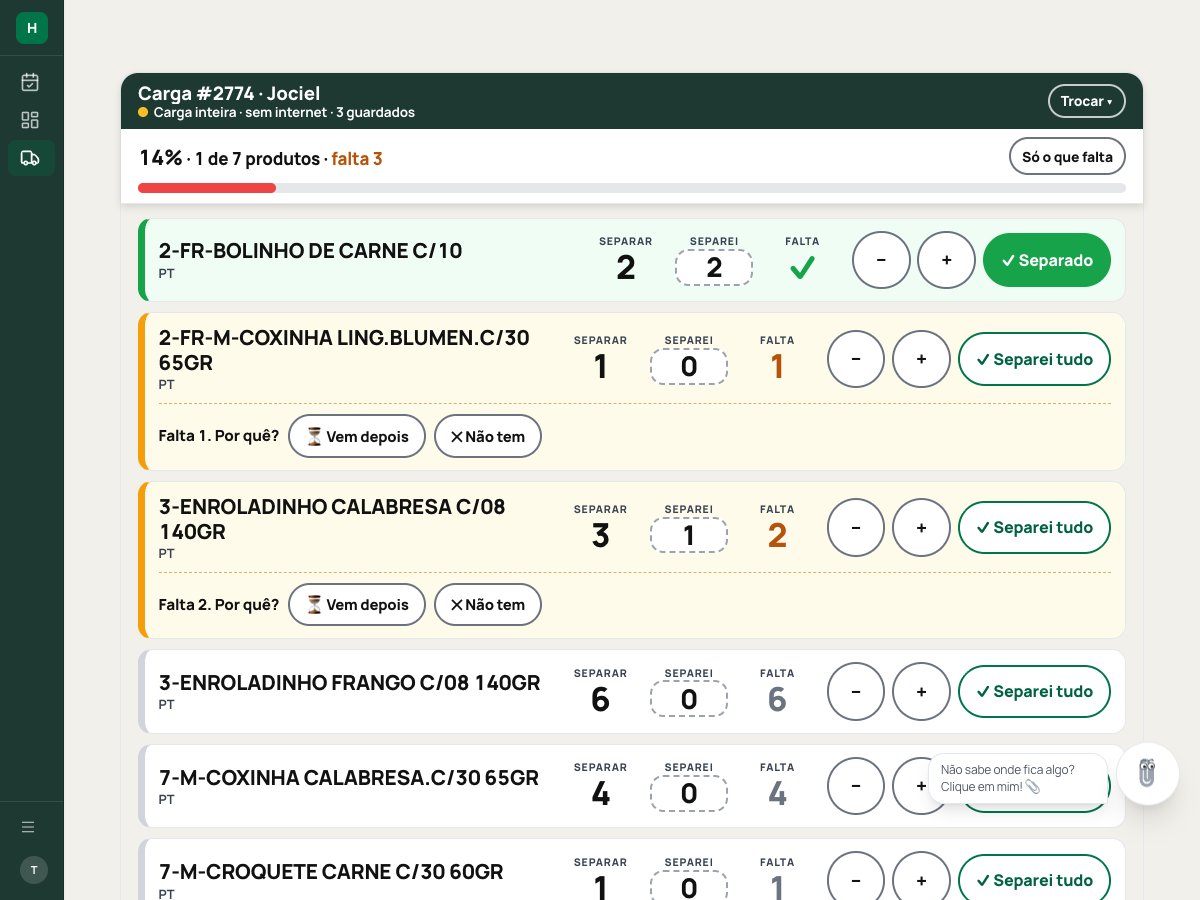 H
Carga #2774 · Jociel
Carga inteira · sem internet · 3 guardados
Trocar ▾
14% · 1 de 7 produtos · falta 3
Só o que falta
2-FR-BOLINHO DE CARNE C/10
PT
SEPARAR
2
SEPAREI
2
FALTA
✓
−
+
✓ Separado
2-FR-M-COXINHA LING.BLUMEN.C/30
65GR
PT
SEPARAR
1
SEPAREI
0
FALTA
1
−
+
✓ Separei tudo
Falta 1. Por quê?
⏳ Vem depois
✕ Não tem
3-ENROLADINHO CALABRESA C/08
140GR
PT
SEPARAR
3
SEPAREI
1
FALTA
2
−
+
✓ Separei tudo
Falta 2. Por quê?
⏳ Vem depois
✕ Não tem
3-ENROLADINHO FRANGO C/08 140GR
PT
SEPARAR
6
SEPAREI
0
FALTA
6
−
+
✓ Separei tudo
7-M-COXINHA CALABRESA.C/30 65GR
PT
SEPARAR
4
SEPAREI
0
FALTA
4
−
+
Não sabe onde fica algo?
Clique em mim! 📎
7-M-CROQUETE CARNE C/30 60GR
PT
SEPARAR
1
SEPAREI
0
FALTA
1
−
+
✓ Separei tudo
T